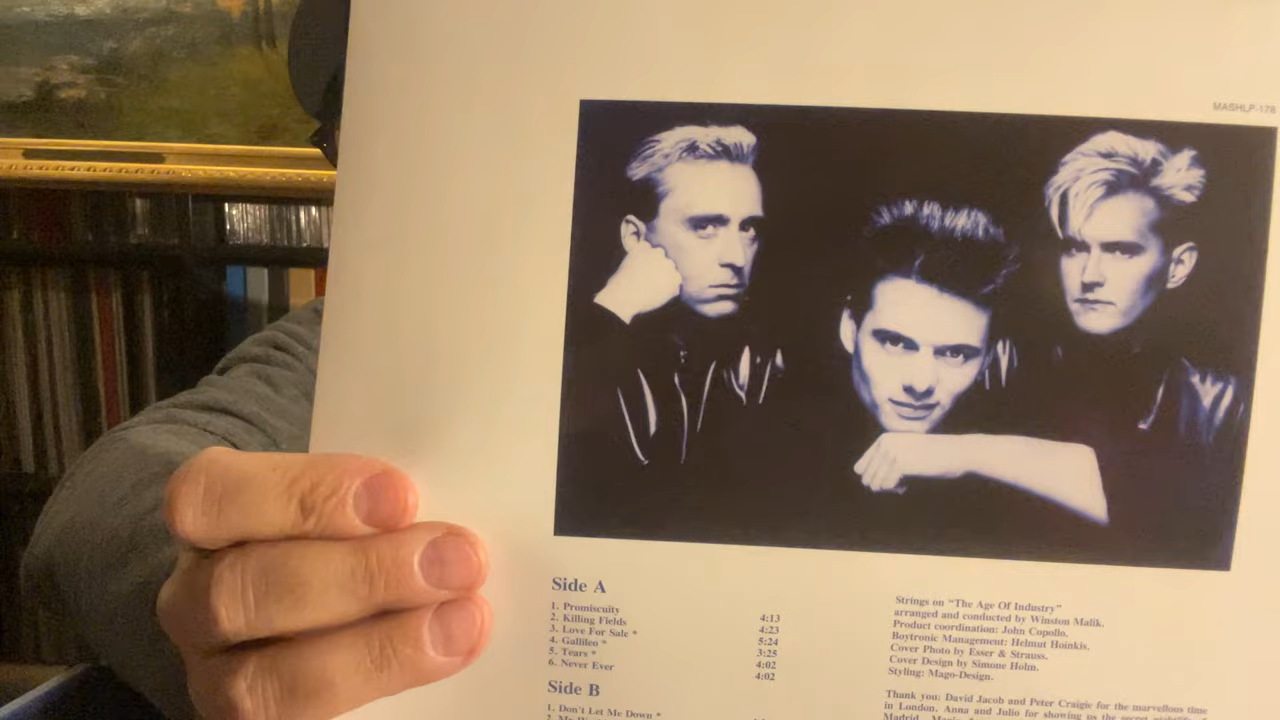 MASHLP-178
Side A
1. Promiscuity 4:13
2. Killing Fields 4:23
3. Love For Sale * 5:24
4. Gallileo * 3:25
5. Tears * 4:02
6. Never Ever 4:02
Side B
1. Don't Let Me Down *
Strings on "The Age Of Industry"
arranged and conducted by Winston Malik.
Product coordination: John Copollo.
Boytronic Management: Helmut Hoinkis.
Cover Photo by Esser & Strauss.
Cover Design by Simone Holm.
Styling: Mago-Design.
Thank you: David Jacob and Peter Craigie for the marvellous time
in London. Anna and Julio for showing us the secret